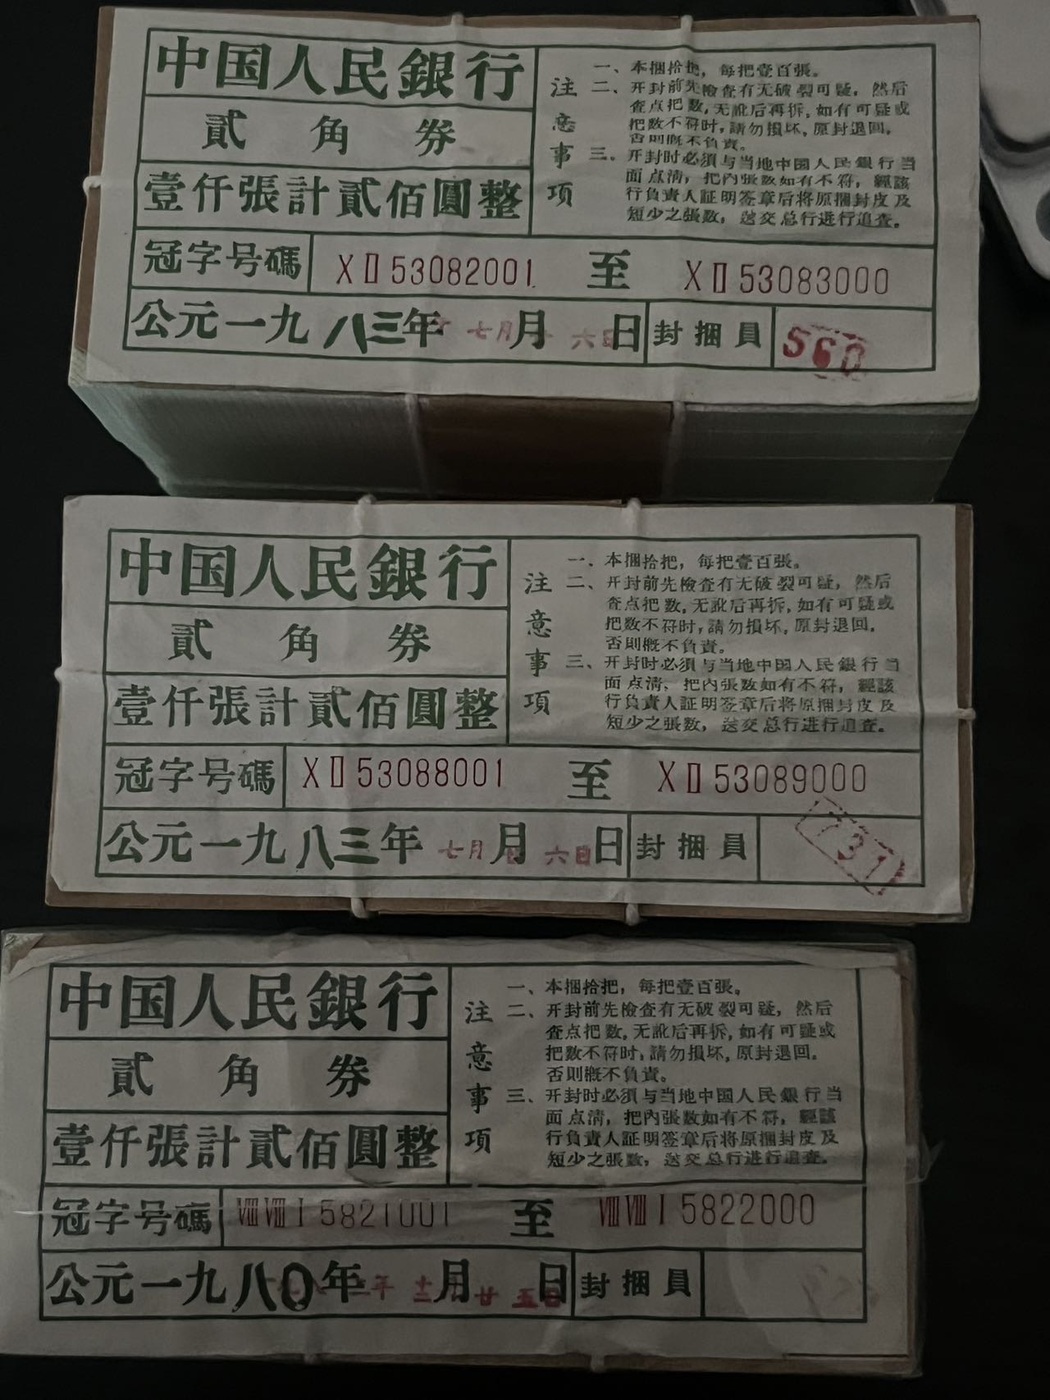 中国人民銀行
貳角券
壹仟張計貳佰圓整
注意事項
一、本捆拾把，每把壹百張。
二、开封前先檢查有无破裂可疑，然后
查点把数，无訛后再拆，如有可疑或
把数不符时，請勿損坏，原封退回。
否則概不負責。
三、开封时必須与当地中国人民銀行当
面点淸，把內張数如有不符，經該
行負責人証明签章后将原捆封皮及
短少之張数，送交总行进行追查。
冠字号碼 XⅡ53082001 至 XⅡ53083000
公元一九八三年 七月 月 六日 日 封捆員 560
中国人民銀行
貳角券
壹仟張計貳佰圓整
注意事項
一、本捆拾把，每把壹百張。
二、开封前先檢查有无破裂可疑，然后
查点把数，无訛后再拆，如有可疑或
把数不符时，請勿損坏，原封退回。
否則概不負責。
三、开封时必須与当地中国人民銀行当
面点淸，把內張数如有不符，經該
行負責人証明签章后将原捆封皮及
短少之張数，送交总行进行追查。
冠字号碼 XⅡ53088001 至 XⅡ53089000
公元一九八三年 七月 月 六日 日 封捆員 731
中国人民銀行
貳角券
壹仟張計貳佰圓整
注意事項
一、本捆拾把，每把壹百張。
二、开封前先檢查有无破裂可疑，然后
查点把数，无訛后再拆，如有可疑或
把数不符时，請勿損坏，原封退回。
否則概不負責。
三、开封时必須与当地中国人民銀行当
面点淸，把內張数如有不符，經該
行負責人証明签章后将原捆封皮及
短少之張数，送交总行进行追查。
冠字号碼 ⅧⅧⅠ5821001 至 ⅧⅧⅠ5822000
公元一九八〇年 年 月 廿五日 日 封捆員